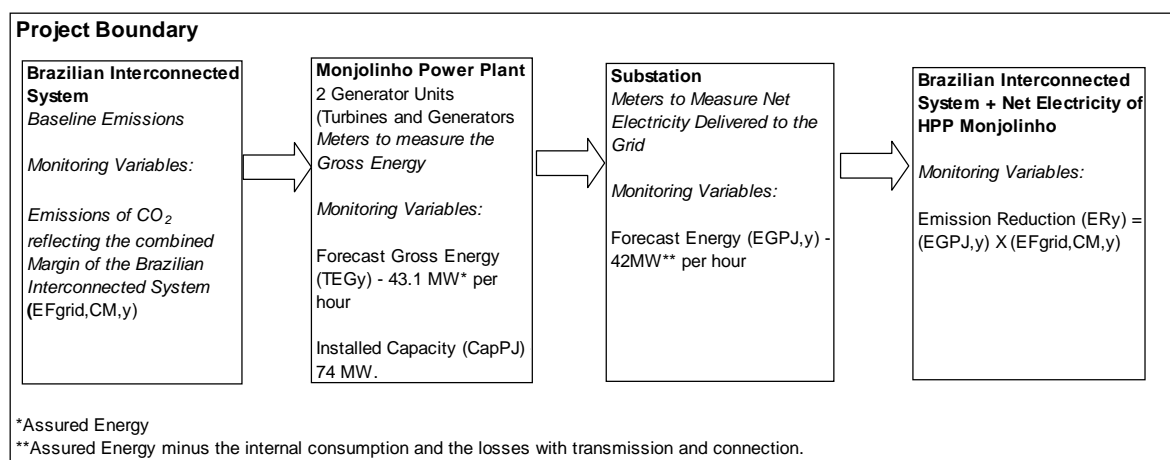 Project Boundary
Brazilian Interconnected
System
Baseline Emissions
Monitoring Variables:
Emissions of CO2
reflecting the combined
Margin of the Brazilian
Interconnected System
(EFgrid,CM,y)
Monjolinho Power Plant
2 Generator Units
(Turbines and Generators
Meters to measure the
Gross Energy
Monitoring Variables:
Forecast Gross Energy
(TEGy) - 43.1 MW* per
hour
Installed Capacity (CapPJ)
74 MW.
Substation
Meters to Measure Net
Electricity Delivered to the
Grid
Monitoring Variables:
Forecast Energy (EGPJ,y) -
42MW** per hour
Brazilian Interconnected
System + Net Electricity of
HPP Monjolinho
Monitoring Variables:
Emission Reduction (ERy) =
(EGPJ,y) X (EFgrid,CM,y)
*Assured Energy
**Assured Energy minus the internal consumption and the losses with transmission and connection.